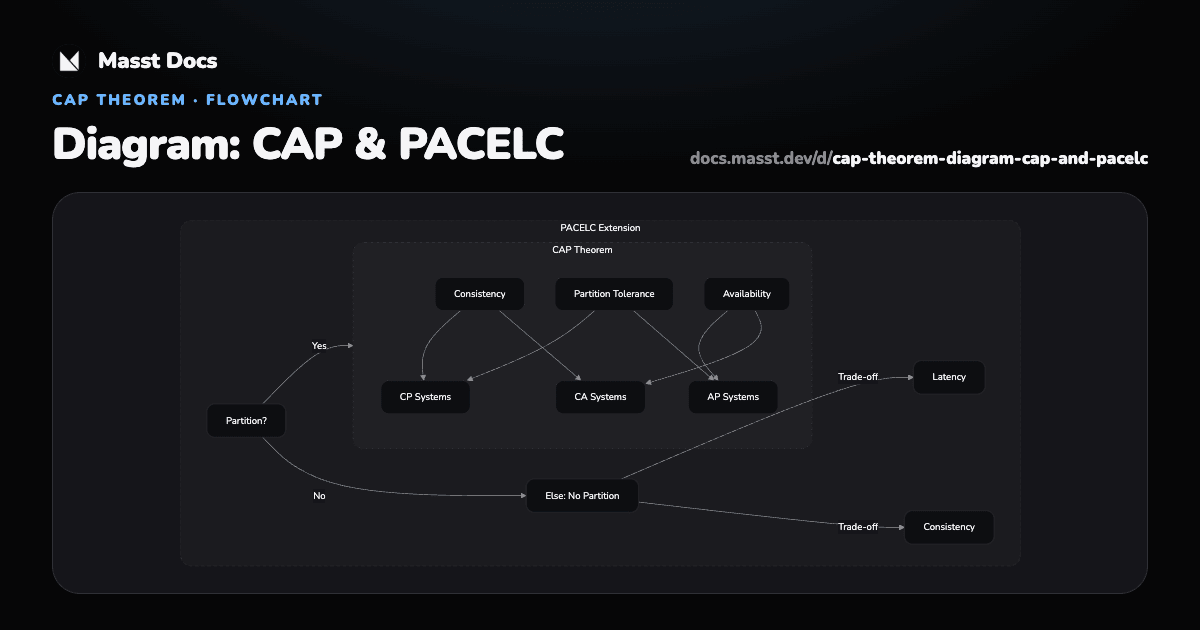 Masst Docs
CAP THEOREM · FLOWCHART
Diagram: CAP & PACELC
docs.masst.dev/d/cap-theorem-diagram-cap-and-pacelc
PACELC Extension
CAP Theorem
Consistency
Partition Tolerance
Availability
Yes
CP Systems
CA Systems
AP Systems
Trade-off
Latency
Partition?
No
Else: No Partition
Trade-off
Consistency